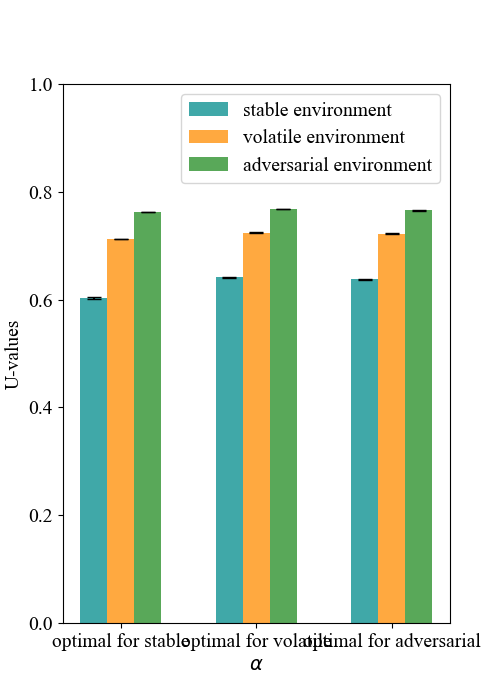 stable environment
volatile environment
adversarial environment
1.0
0.8
0.6
0.4
0.2
0.0
U-values
optimal for stable optimal for volatile optimal for adversarial
α